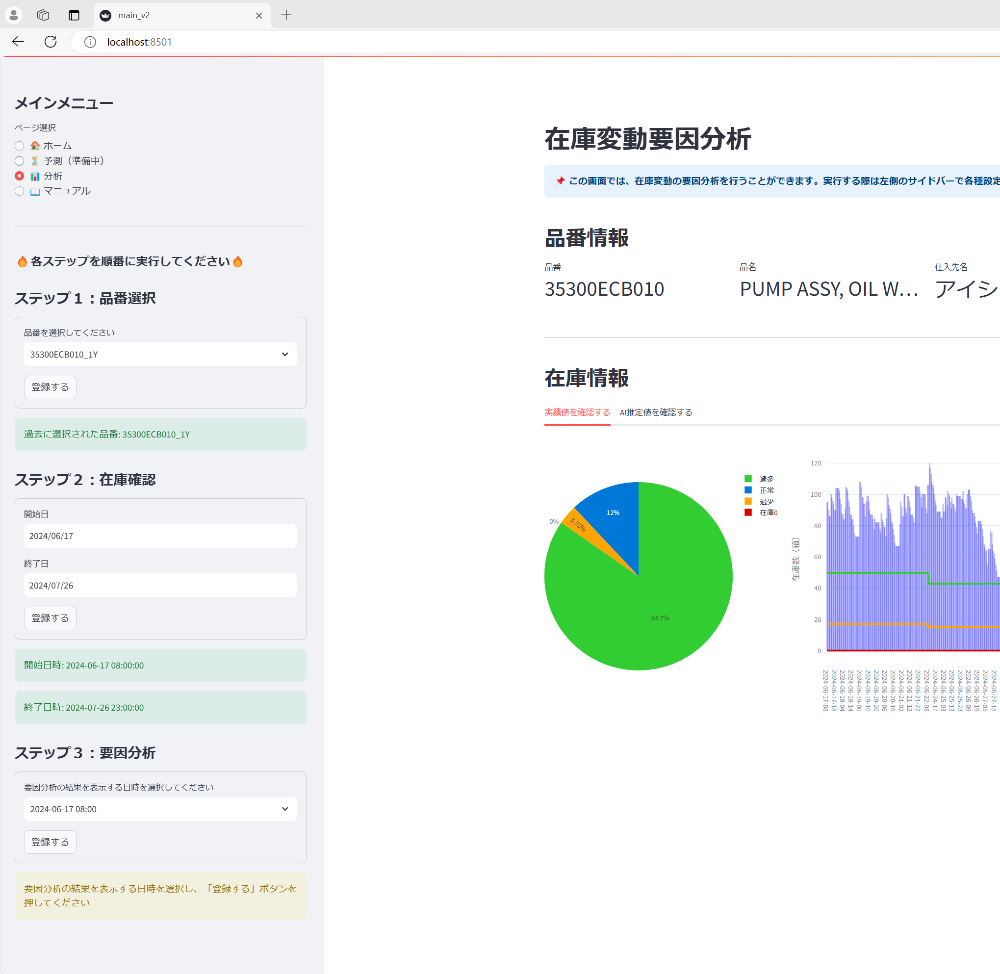 main_v2
localhost:8501
メインメニュー
ページ選択
ホーム
予測（準備中）
分析
マニュアル
各ステップを順番に実行してください
ステップ１：品番選択
品番を選択してください
35300ECB010_1Y
登録する
過去に選択された品番: 35300ECB010_1Y
ステップ２：在庫確認
開始日
2024/06/17
終了日
2024/07/26
登録する
開始日時: 2024-06-17 08:00:00
終了日時: 2024-07-26 23:00:00
ステップ３：要因分析
要因分析の結果を表示する日時を選択してください
2024-06-17 08:00
登録する
要因分析の結果を表示する日時を選択し、「登録する」ボタンを
押してください
在庫変動要因分析
この画面では、在庫変動の要因分析を行うことができます。実行する際は左側のサイドバーで各種設定
品番情報
品番
35300ECB010
品名
PUMP ASSY, OIL W...
仕入先名
アイシ
在庫情報
実績値を確認する
AI推定値を確認する
過多
正常
過少
在庫0
12%
3.35%
0%
84.7%
在庫数（箱）
120
100
80
60
40
20
0
2024-06-17-08
2024-06-17-18
2024-06-18-04
2024-06-18-14
2024-06-19-00
2024-06-19-10
2024-06-19-20
2024-06-20-06
2024-06-20-16
2024-06-21-02
2024-06-21-12
2024-06-21-22
2024-06-22-08
2024-06-24-17
2024-06-25-03
2024-06-25-13
2024-06-25-23
2024-06-26-09
2024-06-26-19
2024-06-27-05
2024-06-27-15